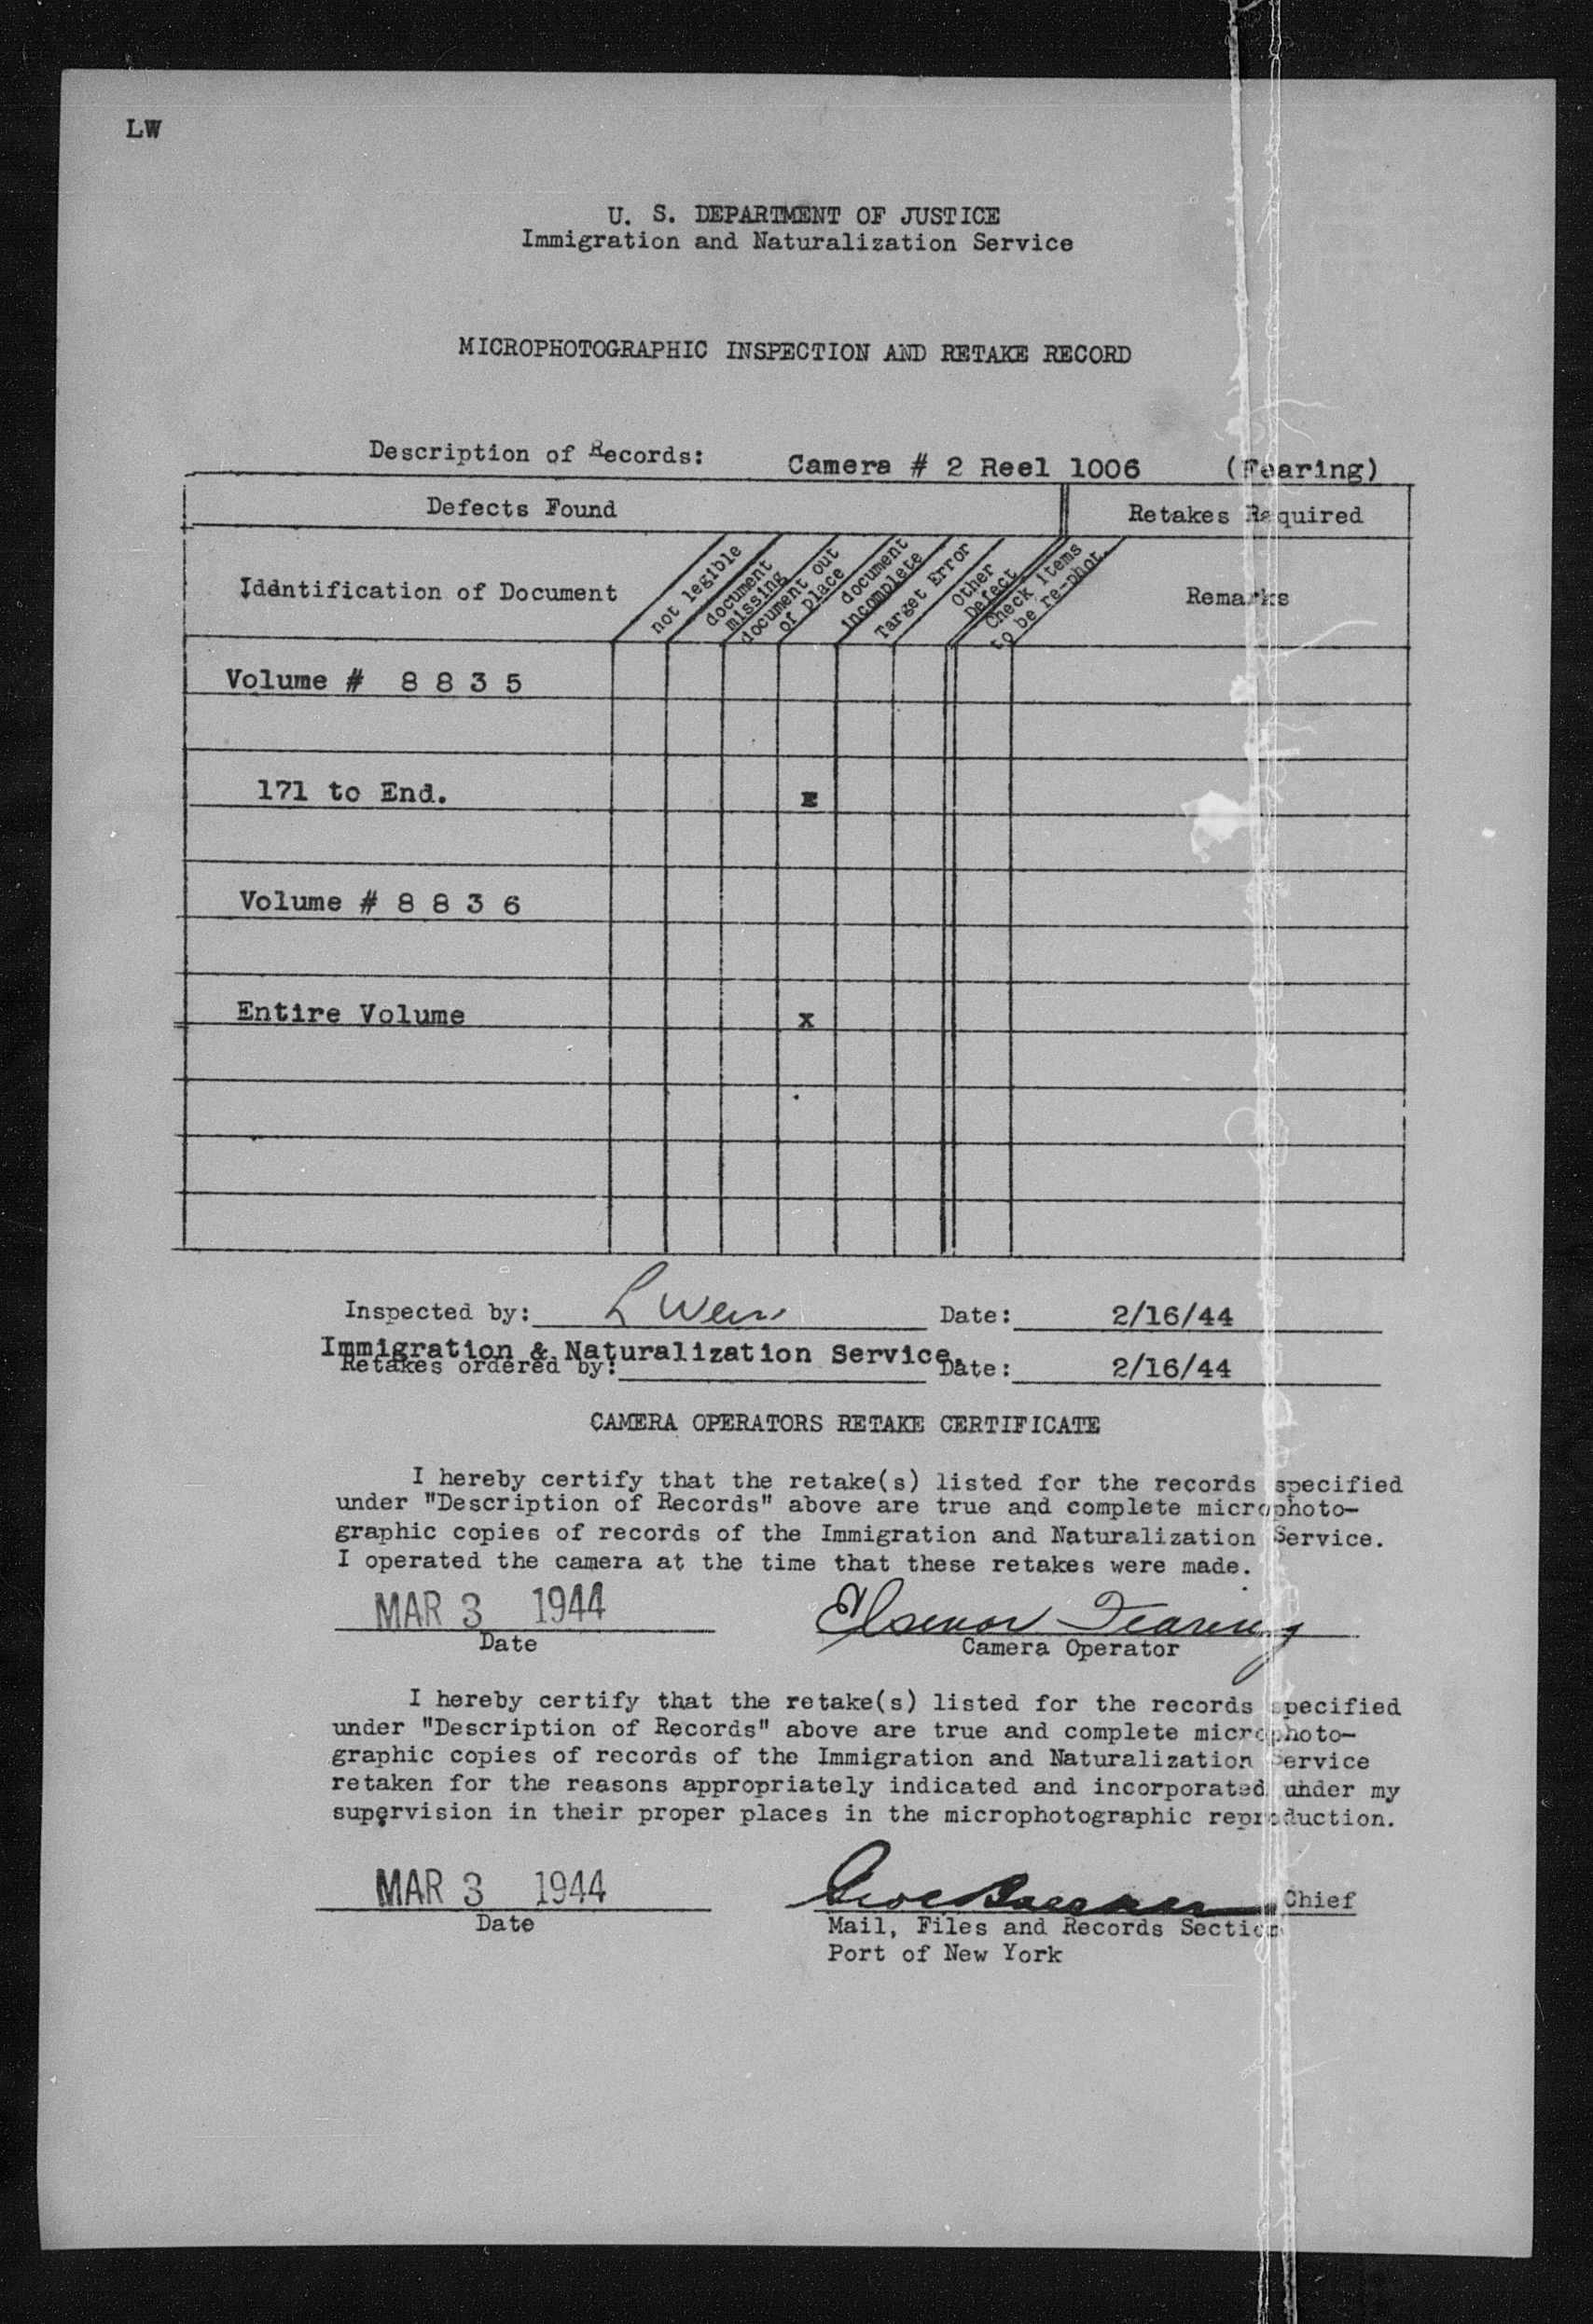 LW
U. S. DEPARTMENT OF JUSTICE
Immigration and Naturalization Service
MICROPHOTOGRAPHIC INSPECTION AND RETAKE RECORD
Description of Records: Camera # 2 Reel 1006 (Fearing)
Defects Found
Retakes Required
Identification of Document
not legible
document missing
document out of place
document incomplete
Target Error
Other Defect
Check items to be re-phot.
Remarks
Volume # 8 8 3 5
171 to End. x
Volume # 8 8 3 6
Entire Volume x
Inspected by: L Weiss Date: 2/16/44
Immigration & Naturalization Service.
Retakes ordered by: Date: 2/16/44
CAMERA OPERATORS RETAKE CERTIFICATE
I hereby certify that the retake(s) listed for the records specified
under "Description of Records" above are true and complete microphoto-
graphic copies of records of the Immigration and Naturalization Service.
I operated the camera at the time that these retakes were made.
MAR 3 1944 Elsenor Fearing
Date Camera Operator
I hereby certify that the retake(s) listed for the records specified
under "Description of Records" above are true and complete microphoto-
graphic copies of records of the Immigration and Naturalization Service
retaken for the reasons appropriately indicated and incorporated under my
supervision in their proper places in the microphotographic reproduction.
MAR 3 1944 Chief
Date Mail, Files and Records Section
Port of New York